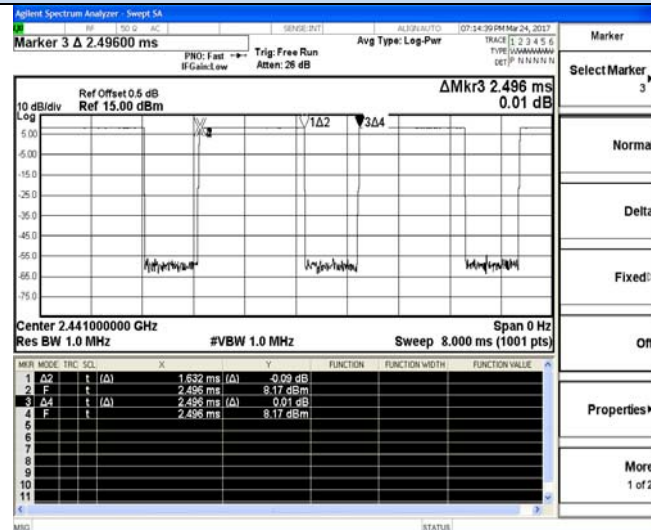 Agilent Spectrum Analyzer - Swept SA
RF 50 Ω AC SENSE:INT ALIGN AUTO 07:14:39 PM Mar 24, 2017
Marker 3 Δ 2.49600 ms
PNO: Fast Trig: Free Run Avg Type: Log-Pwr TRACE 1 2 3 4 5 6
TYPE WWWWWW
IFGain:Low Atten: 26 dB DET P N N N N N
Marker
Select Marker
3
Ref Offset 0.5 dB
ΔMkr3 2.496 ms
10 dB/div Ref 15.00 dBm 0.01 dB
Log
1Δ2 3Δ4
5.00
-5.00
-15.0
-25.0
-35.0
-45.0
-55.0
-65.0
-75.0
Center 2.441000000 GHz Span 0 Hz
Res BW 1.0 MHz #VBW 1.0 MHz Sweep 8.000 ms (1001 pts)
MKR MODE TRC SCL X Y FUNCTION FUNCTION WIDTH FUNCTION VALUE
1 Δ2 t (Δ) 1.632 ms (Δ) -0.09 dB
2 F t 2.496 ms 8.17 dBm
3 Δ4 t (Δ) 2.496 ms (Δ) 0.01 dB
4 F t 2.496 ms 8.17 dBm
5
6
7
8
9
10
11
Norma
Delta
Fixed
Off
Properties
More
1 of 2
MSG STATUS